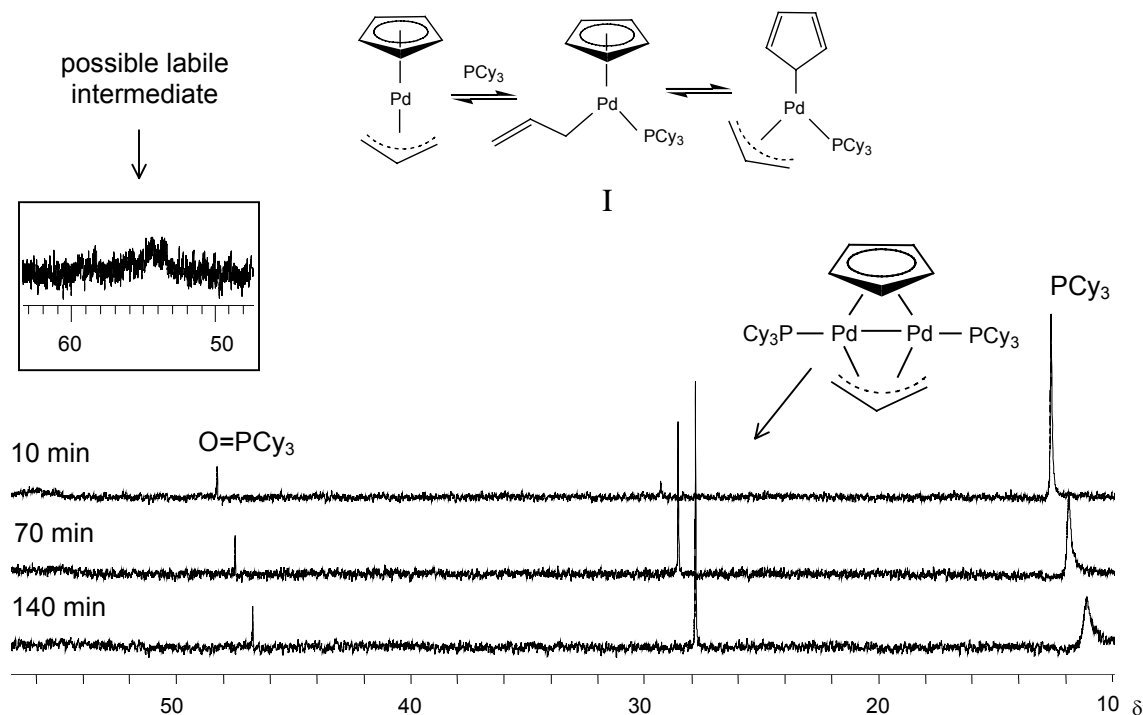 possible labile
intermediate
Pd
PCy₃
Pd
PCy₃
Pd
PCy₃
I
60
50
Cy₃P
Pd
Pd
PCy₃
PCy₃
O=PCy₃
10 min
70 min
140 min
50
40
30
20
10
δ